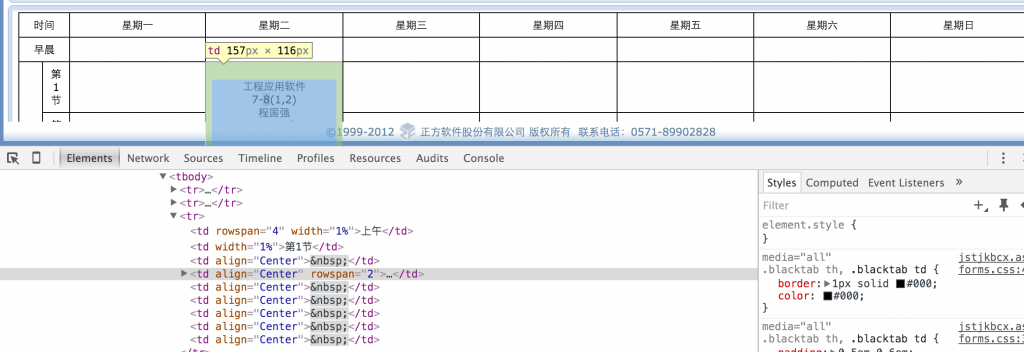 时间 星期一 星期二 星期三 星期四 星期五 星期六 星期日
早晨
td 157px × 116px
第
1
节
工程应用软件
7-8(1,2)
程国强
©1999-2012 正方软件股份有限公司 版权所有 联系电话：0571-89902828
Elements Network Sources Timeline Profiles Resources Audits Console
▼<tbody>
▶<tr>…</tr>
▶<tr>…</tr>
▼<tr>
<td rowspan="4" width="1%">上午</td>
<td width="1%">第1节</td>
<td align="Center">&nbsp;</td>
▶<td align="Center" rowspan="2">…</td>
<td align="Center">&nbsp;</td>
<td align="Center">&nbsp;</td>
<td align="Center">&nbsp;</td>
<td align="Center">&nbsp;</td>
<td align="Center">&nbsp;</td>
</tr>
Styles Computed Event Listeners »
Filter
element.style {
}
media="all" jstjkbcx.as
.blacktab th, .blacktab td { forms.css:4
border:▶1px solid #000;
color: #000;
}
media="all" jstjkbcx.as
.blacktab th, .blacktab td { forms.css:
padding: 0.5em 0.6em;